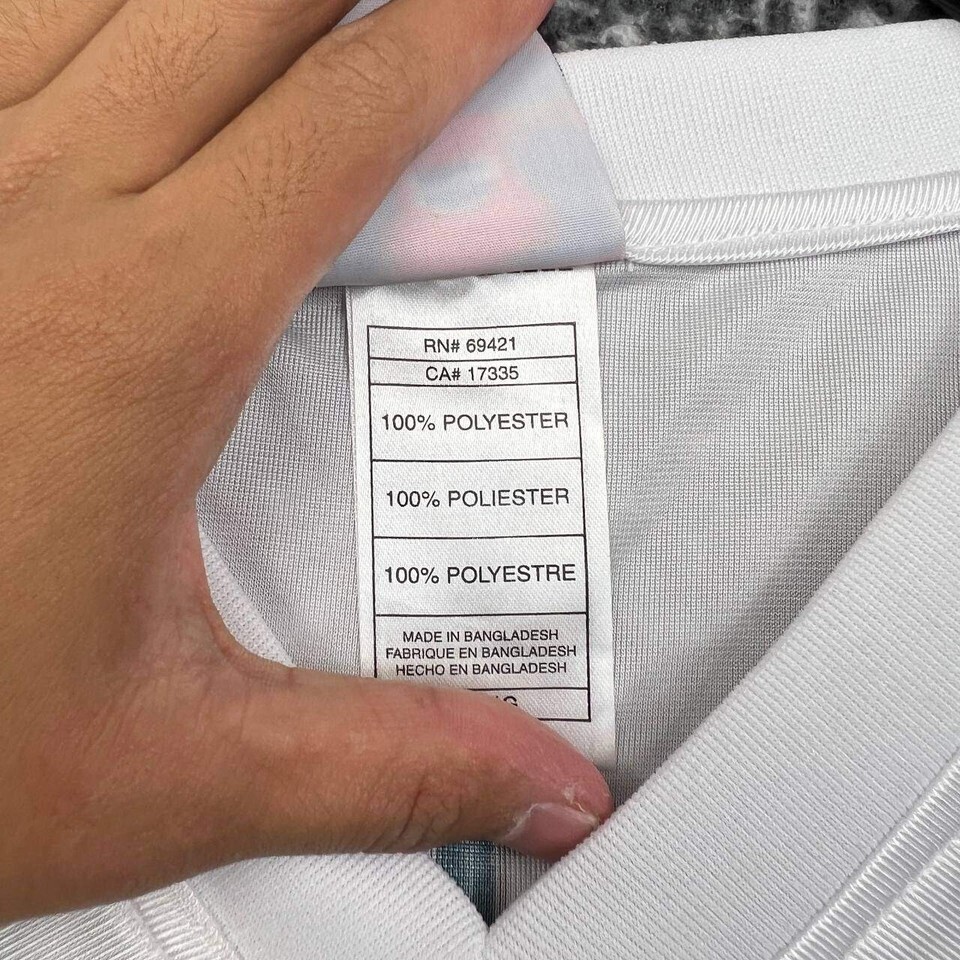 RN# 69421
CA# 17335
100% POLYESTER
100% POLIESTER
100% POLYESTRE
MADE IN BANGLADESH
FABRIQUE EN BANGLADESH
HECHO EN BANGLADESH